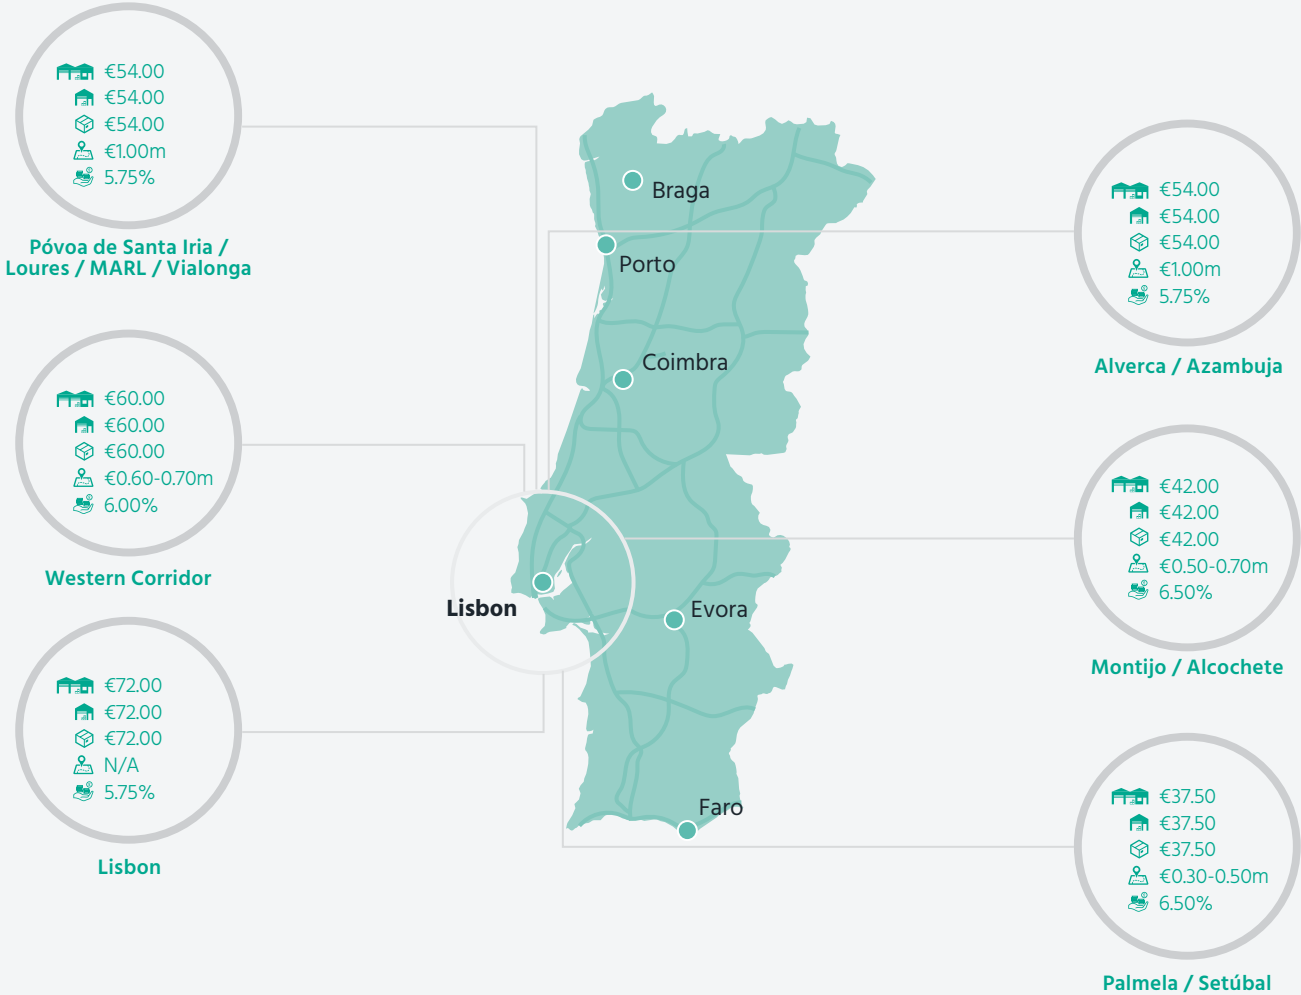 €54.00
€54.00
€54.00
€1.00m
5.75%
Póvoa de Santa Iria /
Loures / MARL / Vialonga
€60.00
€60.00
€60.00
€0.60-0.70m
6.00%
Western Corridor
€72.00
€72.00
€72.00
N/A
5.75%
Lisbon
Braga
Porto
Coimbra
Lisbon
Evora
Faro
€54.00
€54.00
€54.00
€1.00m
5.75%
Alverca / Azambuja
€42.00
€42.00
€42.00
€0.50-0.70m
6.50%
Montijo / Alcochete
€37.50
€37.50
€37.50
€0.30-0.50m
6.50%
Palmela / Setúbal